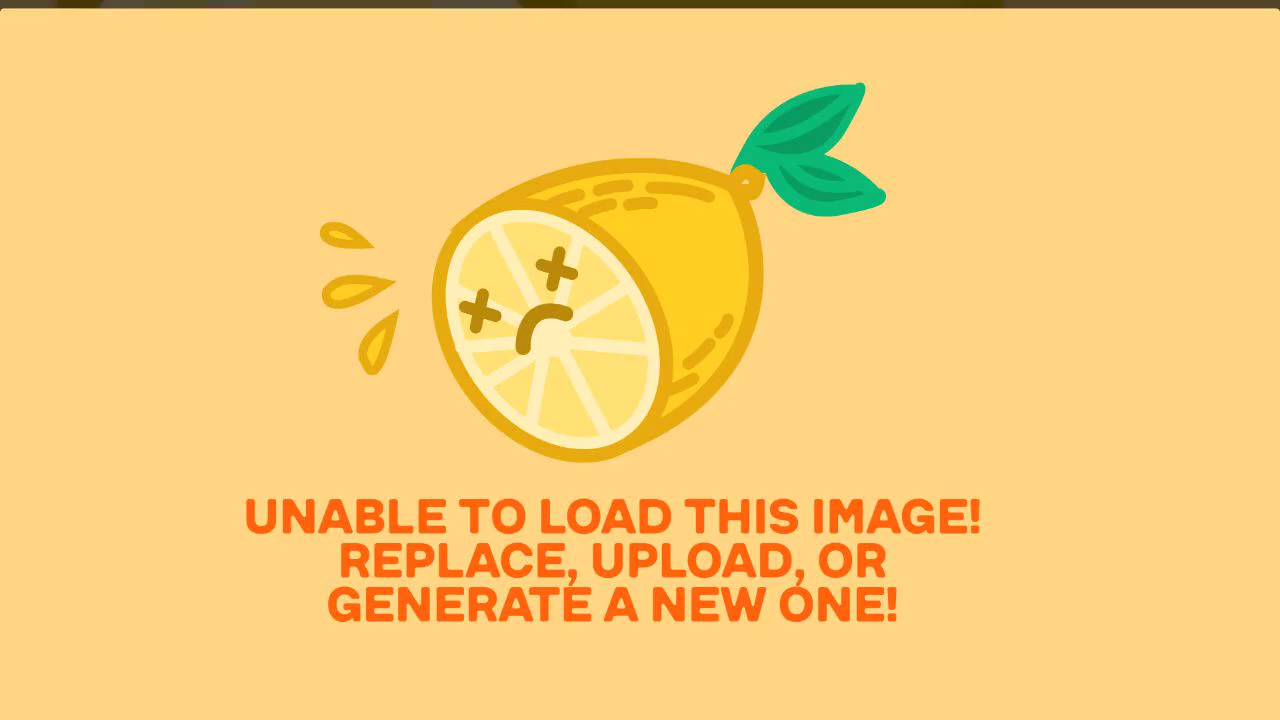 UNABLE TO LOAD THIS IMAGE!
REPLACE, UPLOAD, OR
GENERATE A NEW ONE!